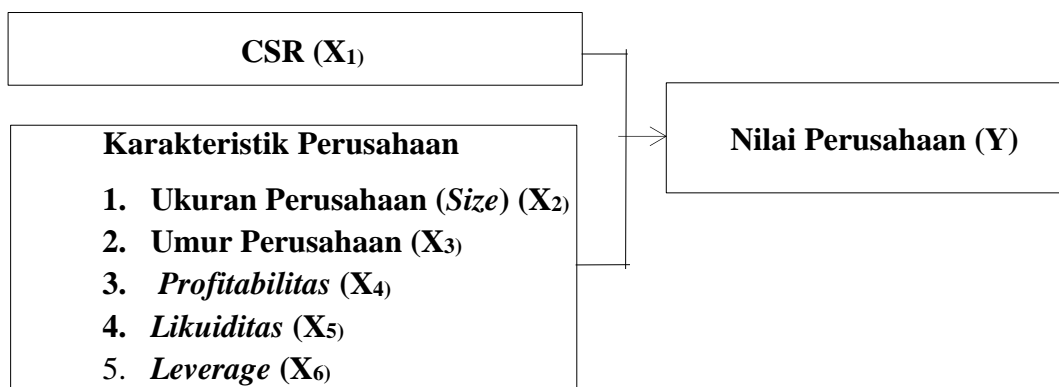 CSR (X1)
Karakteristik Perusahaan
1. Ukuran Perusahaan (Size) (X2)
2. Umur Perusahaan (X3)
3. Profitabilitas (X4)
4. Likuiditas (X5)
5. Leverage (X6)
Nilai Perusahaan (Y)